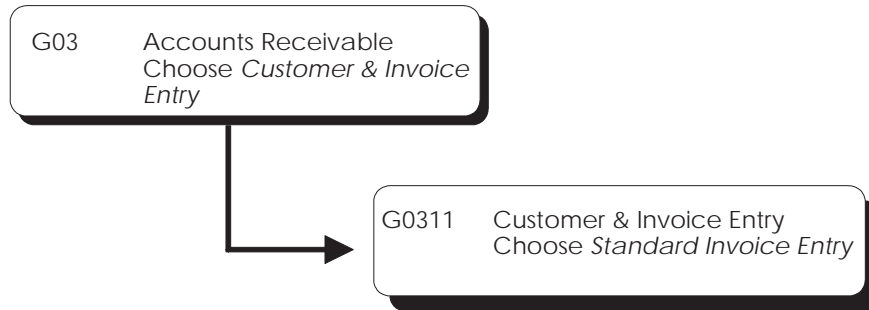 G03 Accounts Receivable
Choose Customer & Invoice
Entry
G0311 Customer & Invoice Entry
Choose Standard Invoice Entry